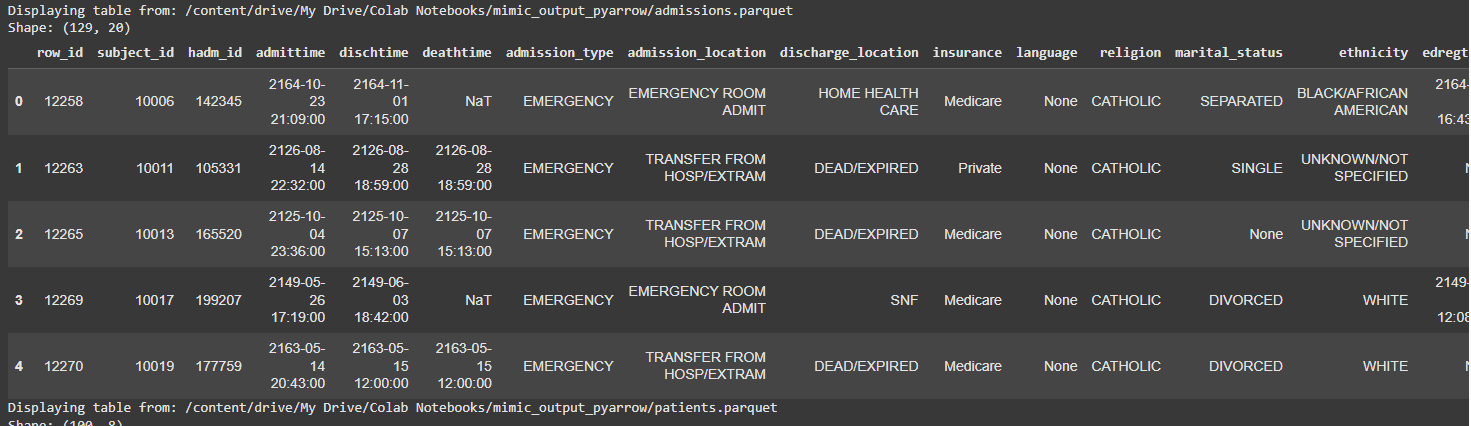 Displaying table from: /content/drive/My Drive/Colab Notebooks/mimic_output_pyarrow/admissions.parquet
Shape: (129, 20)
row_id subject_id hadm_id admittime dischtime deathtime admission_type admission_location discharge_location insurance language religion marital_status ethnicity edregt
2164-10- 2164-11- 2164-
23 01 EMERGENCY ROOM HOME HEALTH BLACK/AFRICAN
0 12258 10006 142345 NaT EMERGENCY Medicare None CATHOLIC SEPARATED
21:09:00 17:15:00 ADMIT CARE AMERICAN 16:43
2126-08- 2126-08- 2126-08-
14 28 28 TRANSFER FROM UNKNOWN/NOT
1 12263 10011 105331 EMERGENCY DEAD/EXPIRED Private None CATHOLIC SINGLE
22:32:00 18:59:00 18:59:00 HOSP/EXTRAM SPECIFIED
2125-10- 2125-10- 2125-10-
04 07 07 TRANSFER FROM UNKNOWN/NOT
2 12265 10013 165520 EMERGENCY DEAD/EXPIRED Medicare None CATHOLIC None
23:36:00 15:13:00 15:13:00 HOSP/EXTRAM SPECIFIED
2149-05- 2149-06- 2149-
26 03 EMERGENCY ROOM
3 12269 10017 199207 NaT EMERGENCY SNF Medicare None CATHOLIC DIVORCED WHITE
17:19:00 18:42:00 ADMIT 12:08
2163-05- 2163-05- 2163-05-
14 15 15 TRANSFER FROM
4 12270 10019 177759 EMERGENCY DEAD/EXPIRED Medicare None CATHOLIC DIVORCED WHITE
20:43:00 12:00:00 12:00:00 HOSP/EXTRAM
Displaying table from: /content/drive/My Drive/Colab Notebooks/mimic_output_pyarrow/patients.parquet
Shape: (100, 8)